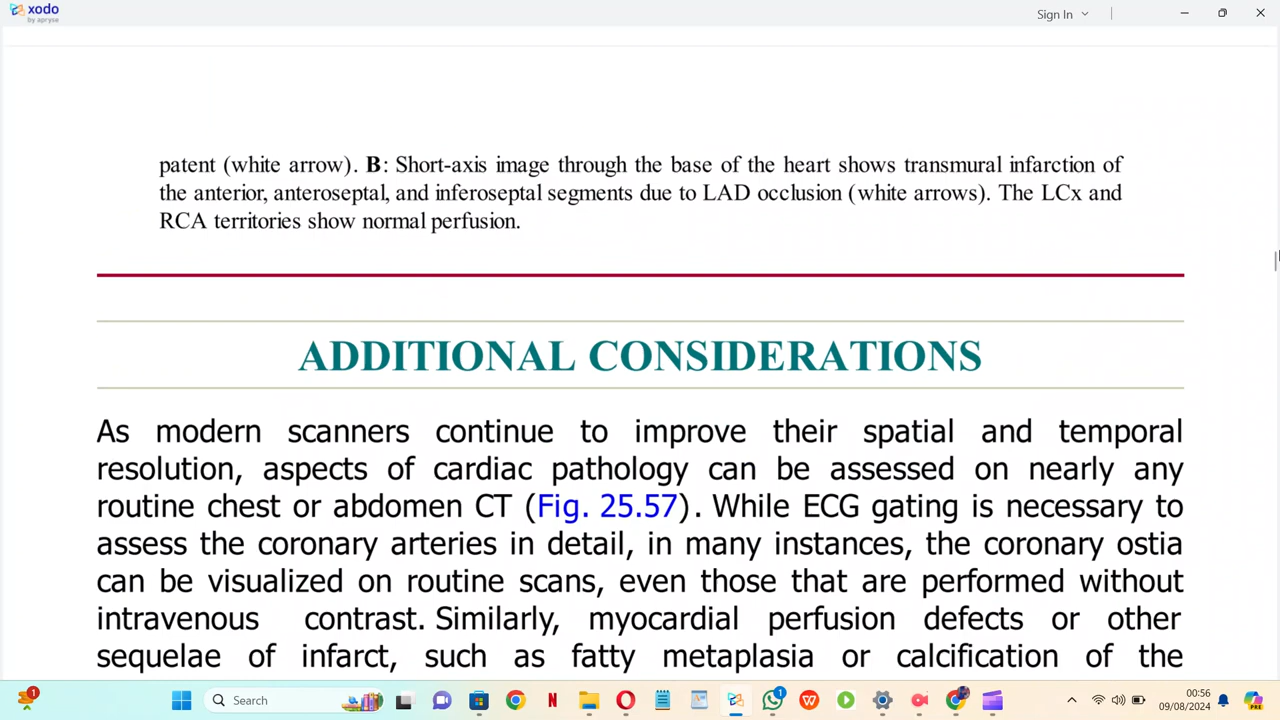 xodo
by apryse
Sign In
patent (white arrow). B: Short-axis image through the base of the heart shows transmural infarction of
the anterior, anteroseptal, and inferoseptal segments due to LAD occlusion (white arrows). The LCx and
RCA territories show normal perfusion.
ADDITIONAL CONSIDERATIONS
As modern scanners continue to improve their spatial and temporal
resolution, aspects of cardiac pathology can be assessed on nearly any
routine chest or abdomen CT (Fig. 25.57). While ECG gating is necessary to
assess the coronary arteries in detail, in many instances, the coronary ostia
can be visualized on routine scans, even those that are performed without
intravenous contrast. Similarly, myocardial perfusion defects or other
sequelae of infarct, such as fatty metaplasia or calcification of the
1
Search
N
1
W
00:56
09/08/2024
PRE